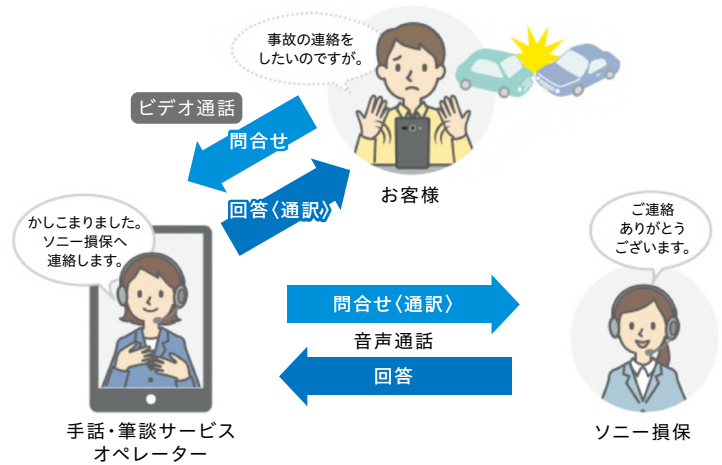 事故の連絡を
したいのですが。
ビデオ通話
問合せ
回答〈通訳〉
お客様
かしこまりました。
ソニー損保へ
連絡します。
ご連絡
ありがとう
ございます。
問合せ〈通訳〉
音声通話
回答
手話・筆談サービス
オペレーター
ソニー損保